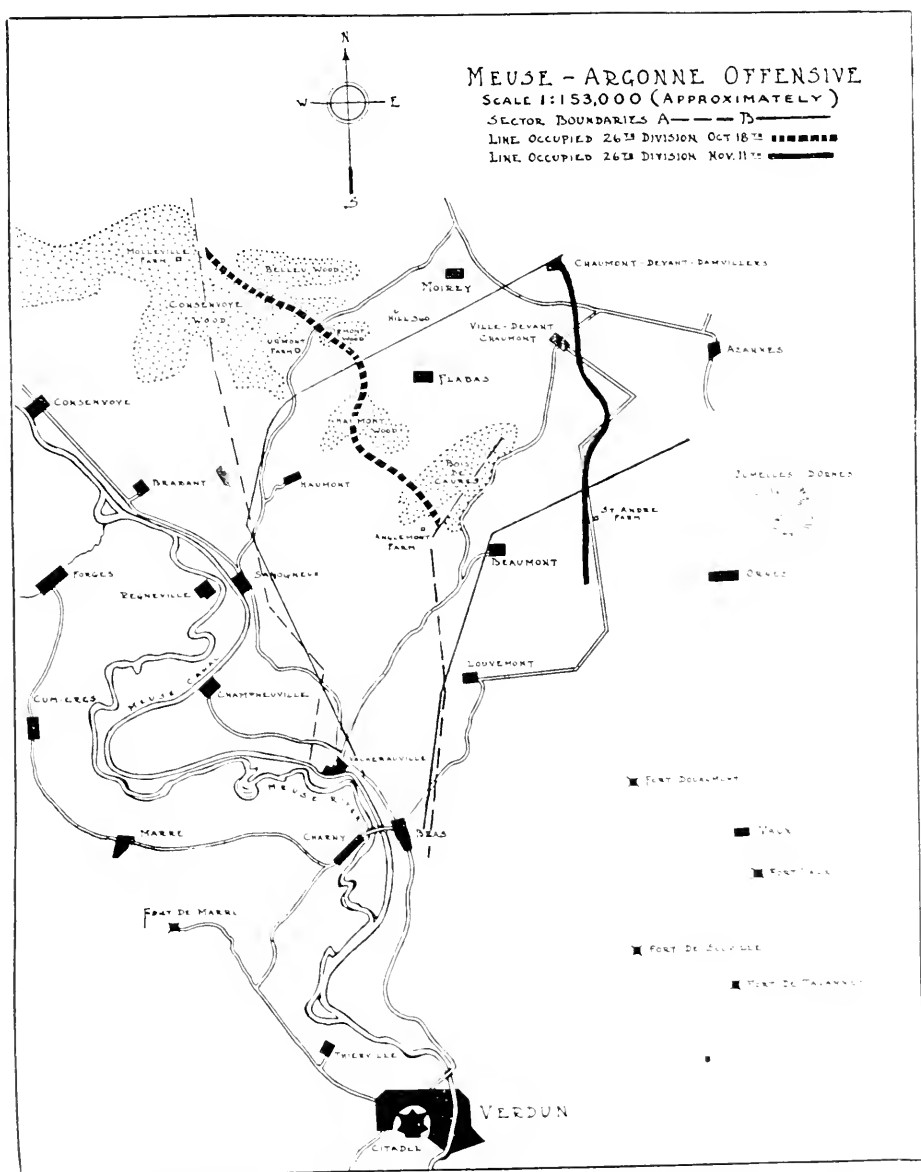 N
W E
S
MEUSE - ARGONNE OFFENSIVE
SCALE 1:153,000 (APPROXIMATELY)
SECTOR BOUNDARIES A B
LINE OCCUPIED 26TH DIVISION OCT 18TH
LINE OCCUPIED 26TH DIVISION NOV. 11TH
MOLLEVILLE
FARM
BELLEU WOOD
MOIREY
CHAUMONT-DEVANT-DAMVILLERS
CONSENVOYE
WOOD
HILL 360
ORMONT
FARM
WOOD
VILLE-DEVANT
CHAUMONT
AZANNES
FLABAS
CONSENVOYE
HAUMONT
WOOD
BOIS
DE
CAURES
BRABANT
HAUMONT
JUMELLES D'ORNES
ST ANDRE
FARM
ANGLEMONT
FARM
BEAUMONT
FORGES
REGNEVILLE
SAMOGNEUX
ORNES
LOUVEMONT
MEUSE CANAL
CHAMPNEUVILLE
CUMIERES
VACHERAUVILLE
FORT DOUAUMONT
MEUSE RIVER
MARRE
CHARNY
BRAS
VAUX
FORT VAUX
FORT DE MARRE
FORT DE SOUVILLE
FORT DE TAVANNES
THIERVILLE
VERDUN
CITADEL